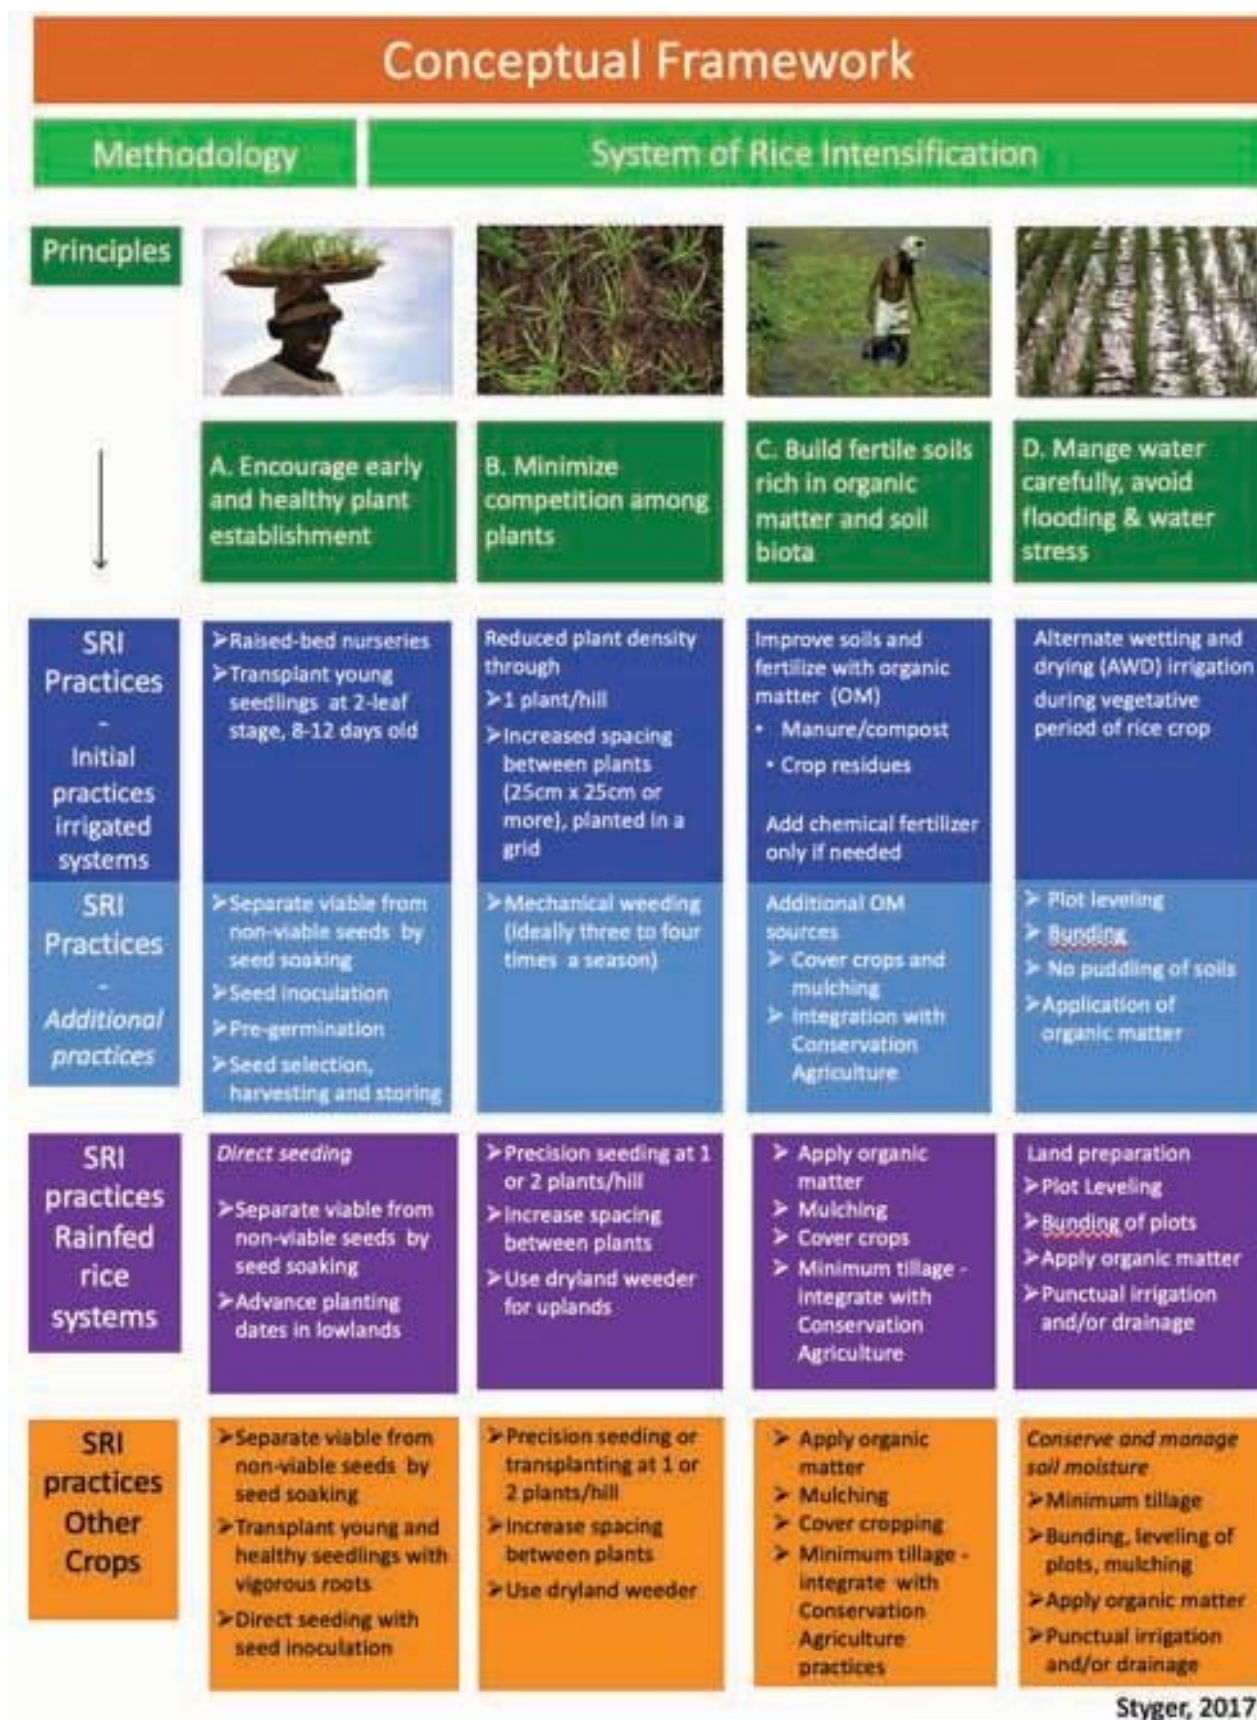 Conceptual Framework
Methodology
System of Rice Intensification
Principles
A. Encourage early
and healthy plant
establishment
B. Minimize
competition among
plants
C. Build fertile soils
rich in organic
matter and soil
biota
D. Mange water
carefully, avoid
flooding & water
stress
SRI
Practices
-
Initial
practices
irrigated
systems
➢Raised-bed nurseries
➢Transplant young
seedlings at 2-leaf
stage, 8-12 days old
Reduced plant density
through
➢1 plant/hill
➢Increased spacing
between plants
(25cm x 25cm or
more), planted in a
grid
Improve soils and
fertilize with organic
matter (OM)
• Manure/compost
• Crop residues
Add chemical fertilizer
only if needed
Alternate wetting and
drying (AWD) irrigation
during vegetative
period of rice crop
SRI
Practices
-
Additional
practices
➢Separate viable from
non-viable seeds by
seed soaking
➢Seed inoculation
➢Pre-germination
➢Seed selection,
harvesting and storing
➢Mechanical weeding
(Ideally three to four
times a season)
Additional OM
sources
➢ Cover crops and
mulching
➢ Integration with
Conservation
Agriculture
➢ Plot leveling
➢ Bunding
➢ No puddling of soils
➢Application of
organic matter
SRI
practices
Rainfed
rice
systems
Direct seeding
➢Separate viable from
non-viable seeds by
seed soaking
➢Advance planting
dates in lowlands
➢Precision seeding at 1
or 2 plants/hill
➢Increase spacing
between plants
➢Use dryland weeder
for uplands
➢ Apply organic
matter
➢ Mulching
➢ Cover crops
➢ Minimum tillage -
integrate with
Conservation
Agriculture
Land preparation
➢Plot Leveling
➢Bunding of plots
➢Apply organic matter
➢Punctual irrigation
and/or drainage
SRI
practices
Other
Crops
➢Separate viable from
non-viable seeds by
seed soaking
➢Transplant young and
healthy seedlings with
vigorous roots
➢Direct seeding with
seed inoculation
➢Precision seeding or
transplanting at 1 or
2 plants/hill
➢Increase spacing
between plants
➢Use dryland weeder
➢ Apply organic
matter
➢ Mulching
➢ Cover cropping
➢ Minimum tillage -
integrate with
Conservation
Agriculture
practices
Conserve and manage
soil moisture
➢Minimum tillage
➢Bunding, leveling of
plots, mulching
➢Apply organic matter
➢Punctual irrigation
and/or drainage
Styger, 2017